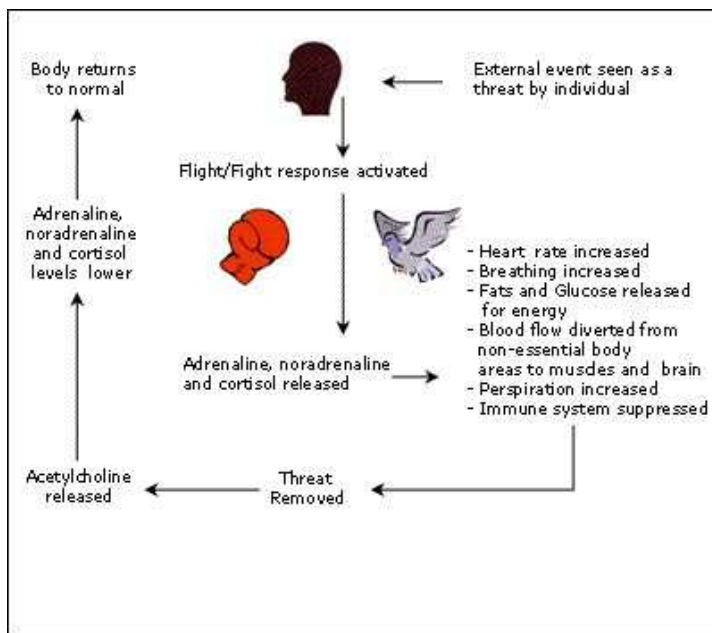 External event seen as a
threat by individual
Flight/Fight response activated
Adrenaline, noradrenaline
and cortisol released
- Heart rate increased
- Breathing increased
- Fats and Glucose released
for energy
- Blood flow diverted from
non-essential body
areas to muscles and brain
- Perspiration increased
- Immune system suppressed
Threat
Removed
Acetylcholine
released
Adrenaline,
noradrenaline
and cortisol
levels lower
Body returns
to normal